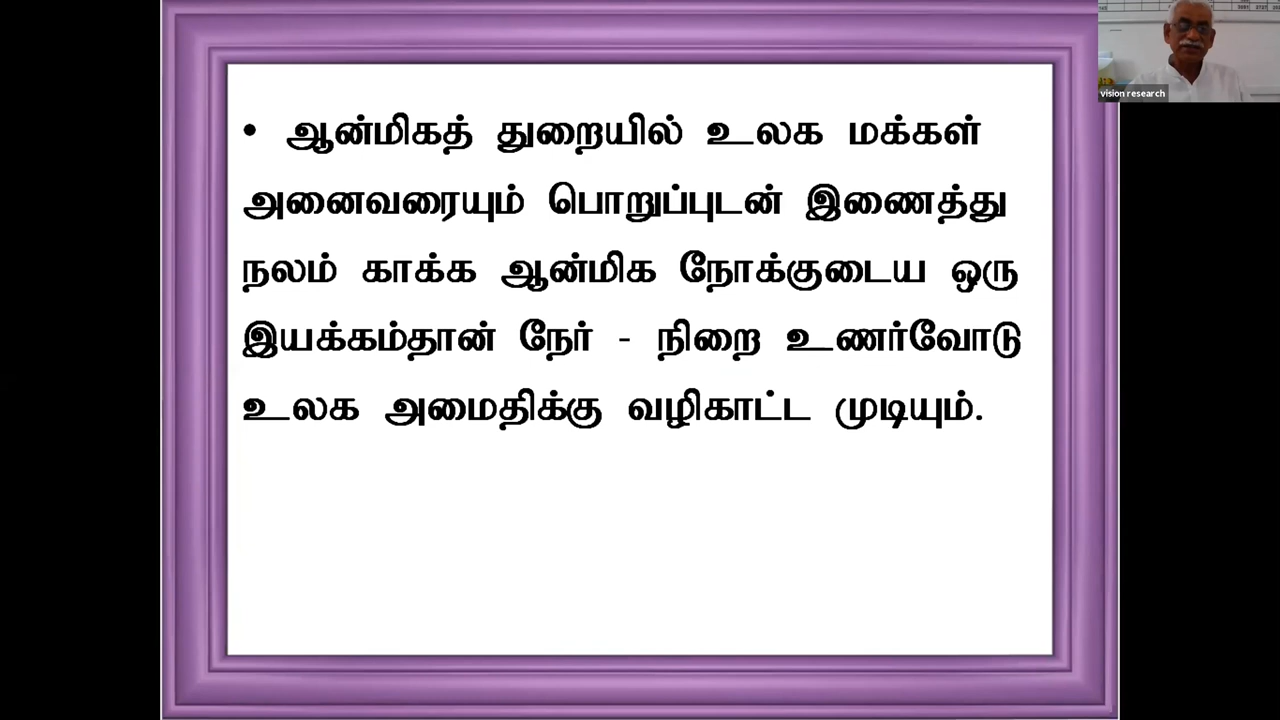 • ஆன்மிகத் துறையில் உலக மக்கள்
அனைவரையும் பொறுப்புடன் இணைத்து
நலம் காக்க ஆன்மிக நோக்குடைய ஒரு
இயக்கம்தான் நேர் - நிறை உணர்வோடு
உலக அமைதிக்கு வழிகாட்ட முடியும்.
vision research